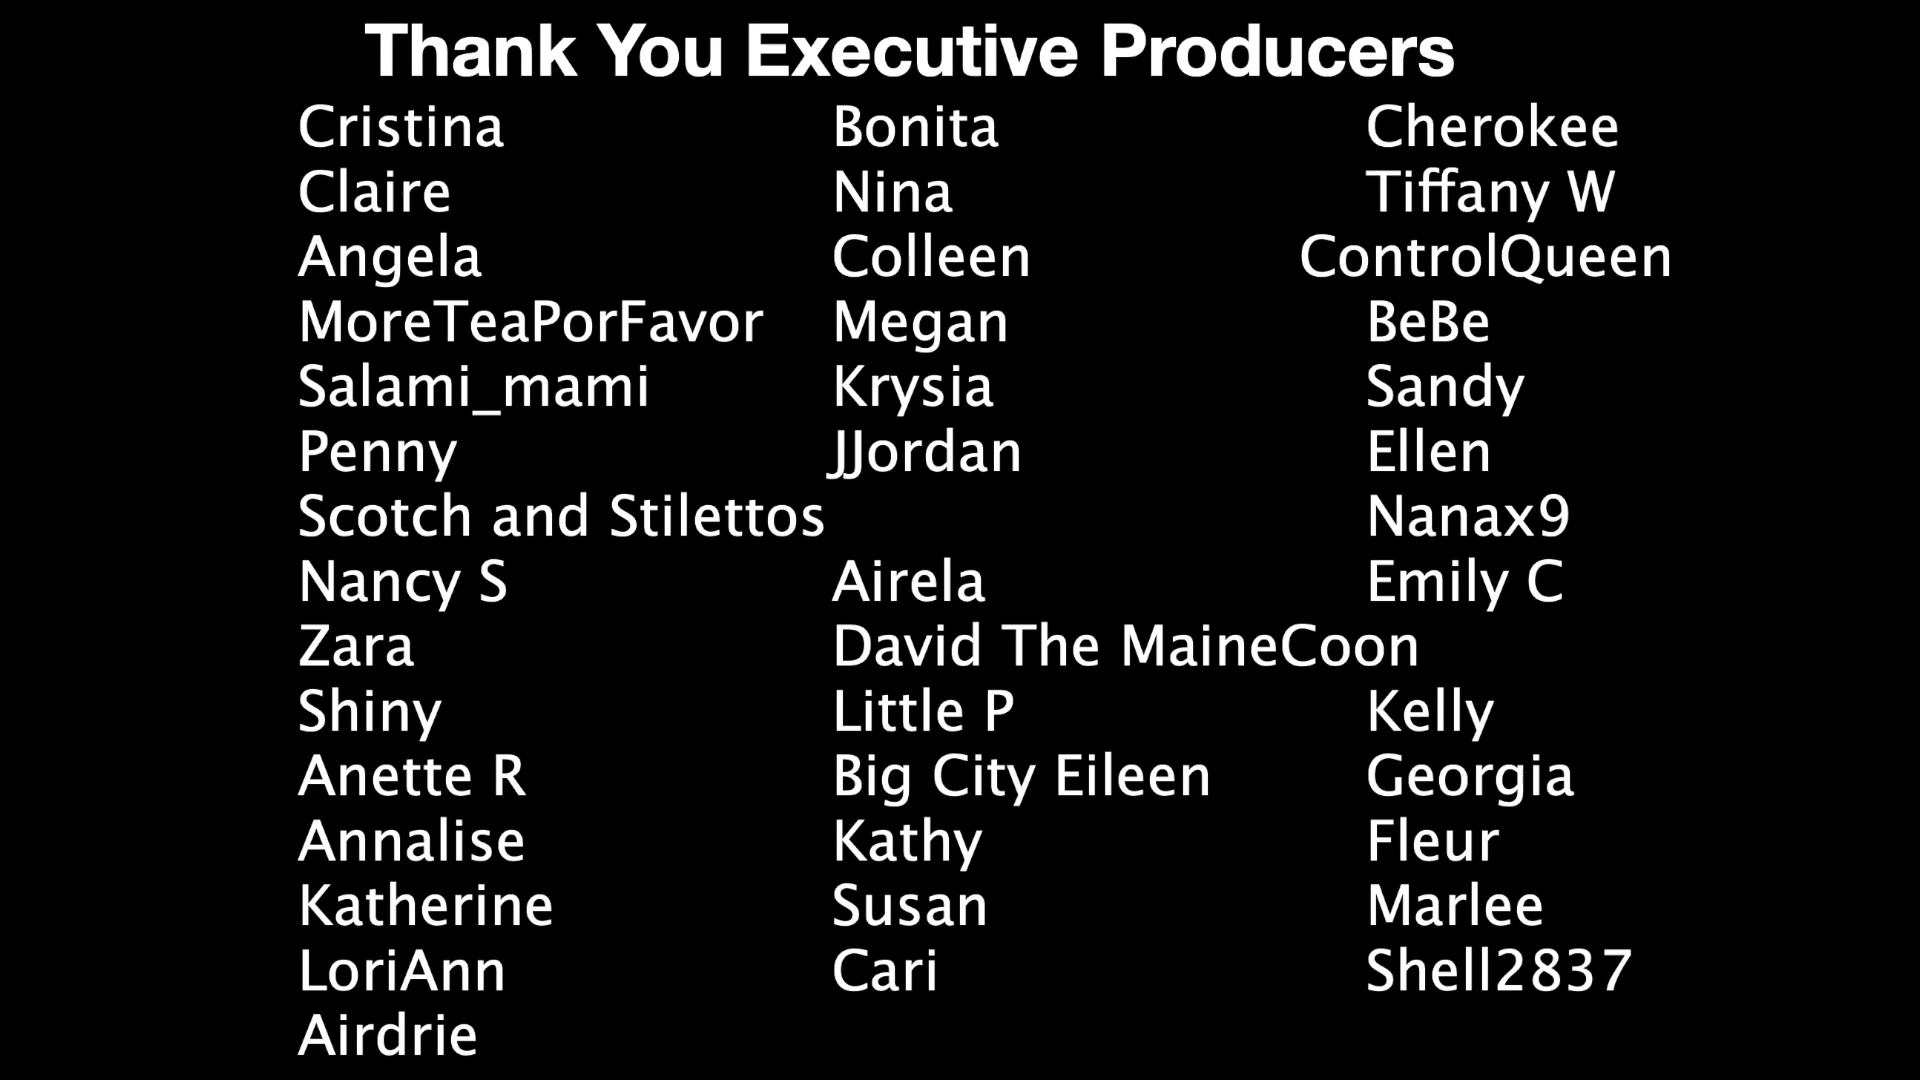 Thank You Executive Producers
Cristina Bonita Cherokee
Claire Nina Tiffany W
Angela Colleen ControlQueen
MoreTeaPorFavor Megan BeBe
Salami_mami Krysia Sandy
Penny JJordan Ellen
Scotch and Stilettos Nanax9
Nancy S Airela Emily C
Zara David The MaineCoon
Shiny Little P Kelly
Anette R Big City Eileen Georgia
Annalise Kathy Fleur
Katherine Susan Marlee
LoriAnn Cari Shell2837
Airdrie